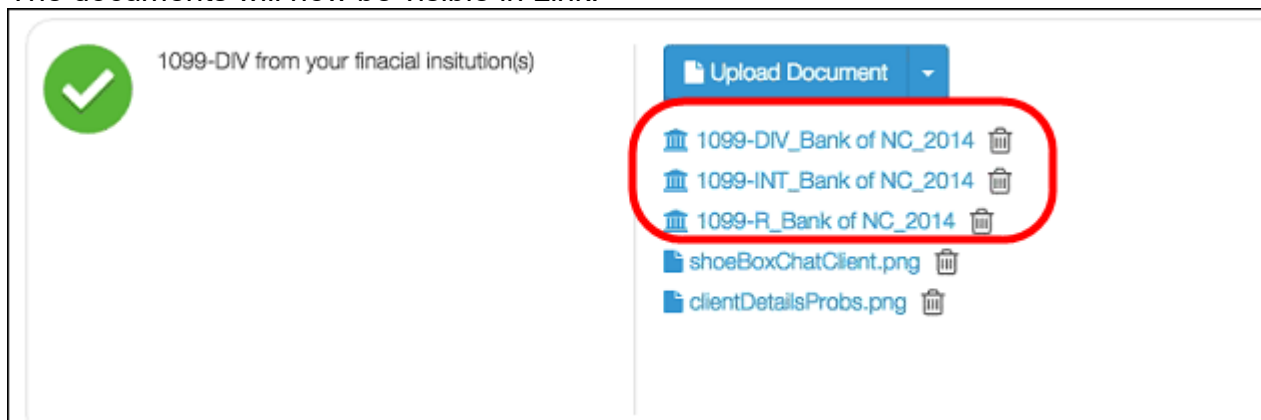 1099-DIV from your finacial insitution(s)
Upload Document
1099-DIV_Bank of NC_2014
1099-INT_Bank of NC_2014
1099-R_Bank of NC_2014
shoeBoxChatClient.png
clientDetailsProbs.png